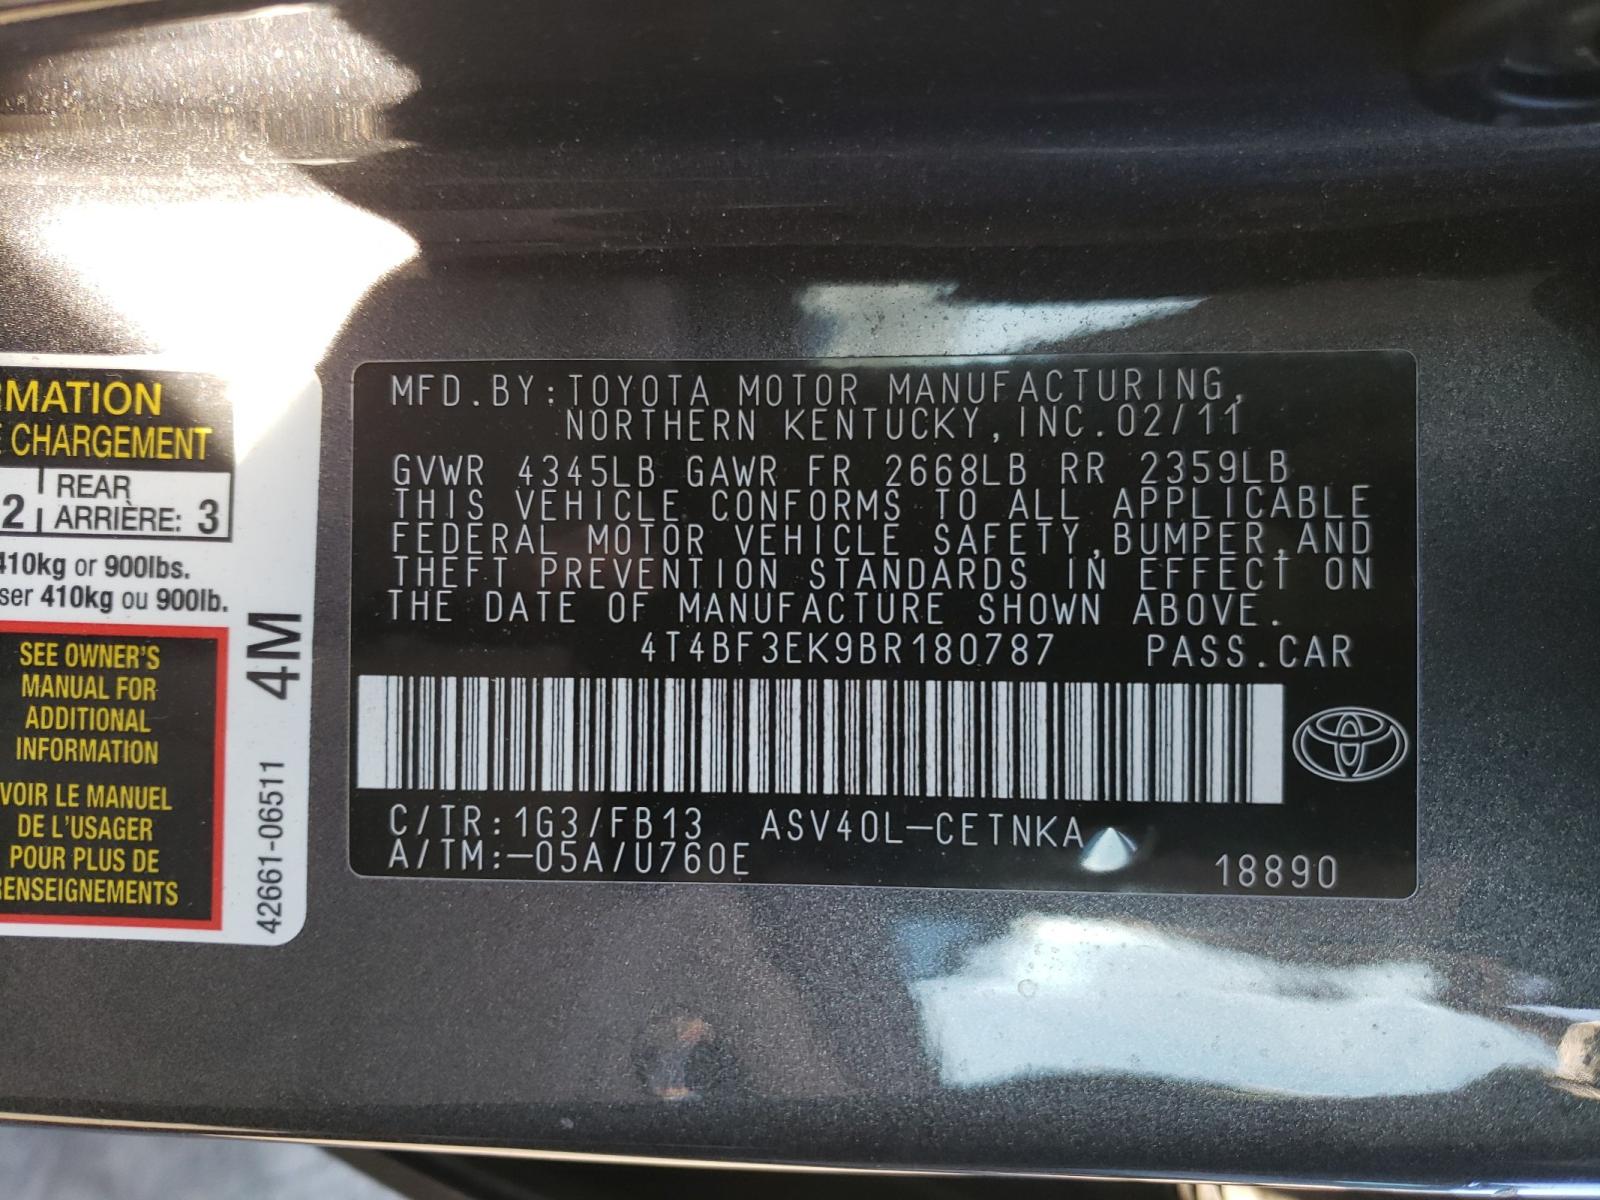 RMATION
E CHARGEMENT
2 REAR
ARRIÈRE: 3
410kg or 900lbs.
ser 410kg ou 900lb.
SEE OWNER'S
MANUAL FOR
ADDITIONAL
INFORMATION
VOIR LE MANUEL
DE L'USAGER
POUR PLUS DE
RENSEIGNEMENTS
4M
42661-06511
MFD.BY:TOYOTA MOTOR MANUFACTURING,
NORTHERN KENTUCKY,INC.02/11
GVWR 4345LB GAWR FR 2668LB RR 2359LB
THIS VEHICLE CONFORMS TO ALL APPLICABLE
FEDERAL MOTOR VEHICLE SAFETY,BUMPER,AND
THEFT PREVENTION STANDARDS IN EFFECT ON
THE DATE OF MANUFACTURE SHOWN ABOVE.
4T4BF3EK9BR180787 PASS.CAR
C/TR:1G3/FB13 ASV40L-CETNKA
A/TM:-05A/U760E
18890